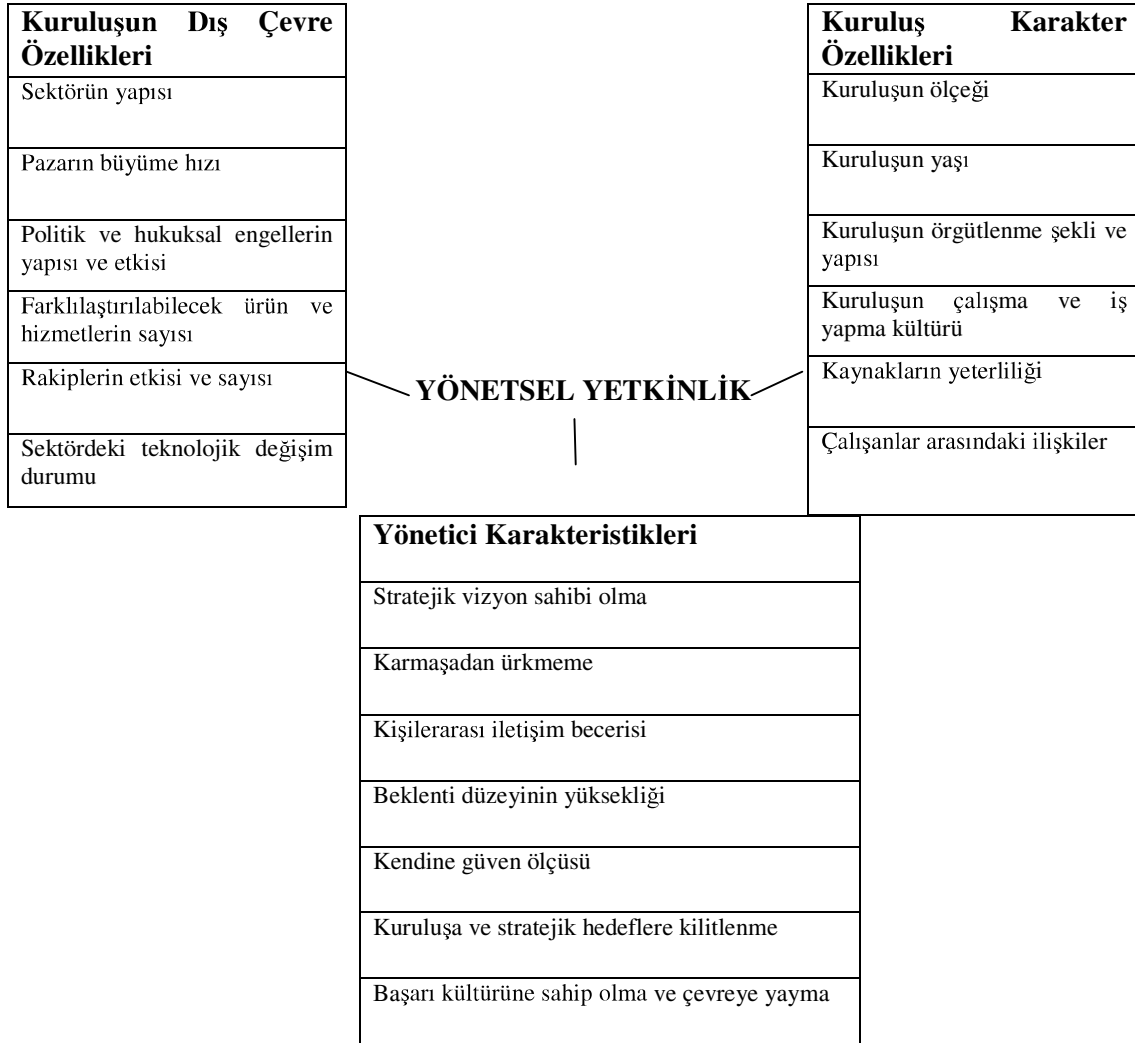 Kuruluşun Dış Çevre
Özellikleri
Sektörün yapısı
Pazarın büyüme hızı
Politik ve hukuksal engellerin
yapısı ve etkisi
Farklılaştırılabilecek ürün ve
hizmetlerin sayısı
Rakiplerin etkisi ve sayısı
Sektördeki teknolojik değişim
durumu
Kuruluş Karakter
Özellikleri
Kuruluşun ölçeği
Kuruluşun yaşı
Kuruluşun örgütlenme şekli ve
yapısı
Kuruluşun çalışma ve iş
yapma kültürü
Kaynakların yeterliliği
Çalışanlar arasındaki ilişkiler
YÖNETSEL YETKİNLİK
Yönetici Karakteristikleri
Stratejik vizyon sahibi olma
Karmaşadan ürkmeme
Kişilerarası iletişim becerisi
Beklenti düzeyinin yüksekliği
Kendine güven ölçüsü
Kuruluşa ve stratejik hedeflere kilitlenme
Başarı kültürüne sahip olma ve çevreye yayma